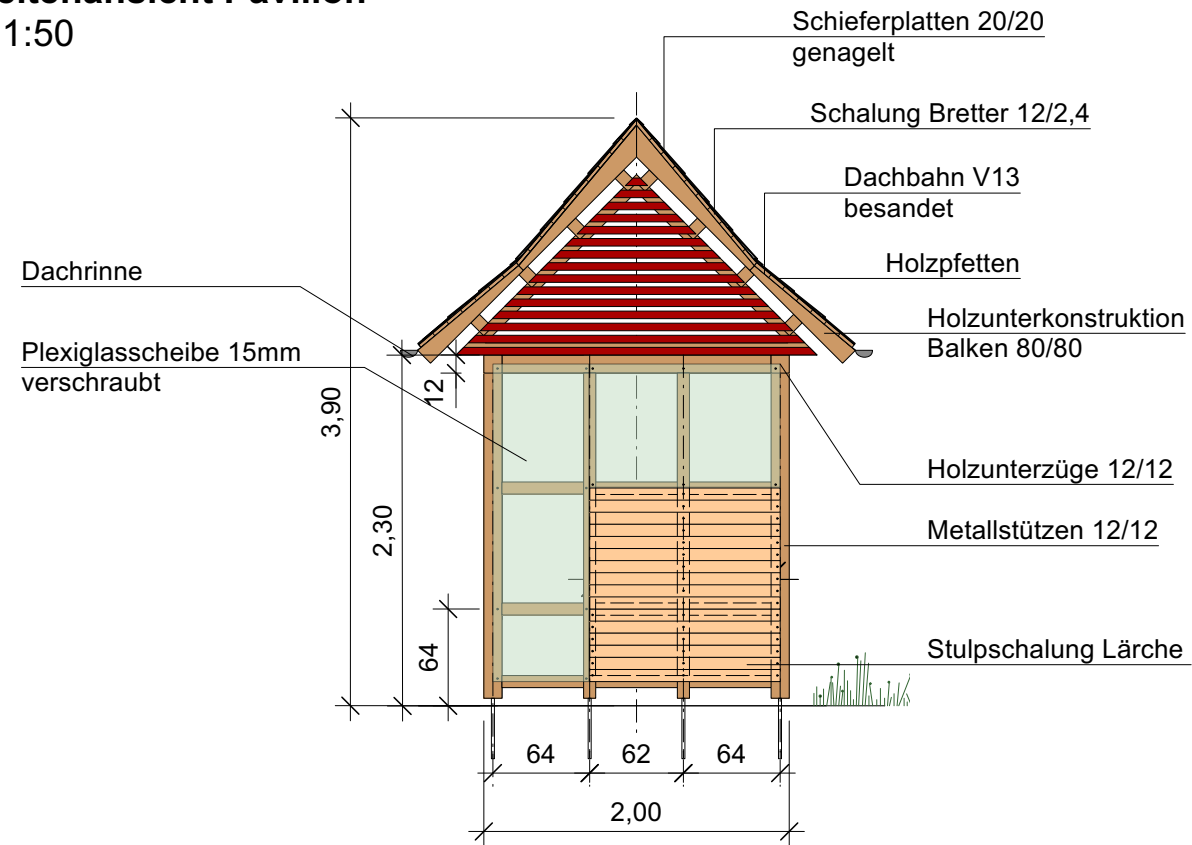 1:50
Schieferplatten 20/20
genagelt
Schalung Bretter 12/2,4
Dachbahn V13
besandet
Holzpfetten
Dachrinne
Holzunterkonstruktion
Balken 80/80
Plexiglasscheibe 15mm
verschraubt
12
3,90
Holzunterzüge 12/12
2,30
Metallstützen 12/12
64
Stulpschalung Lärche
64
62
64
2,00